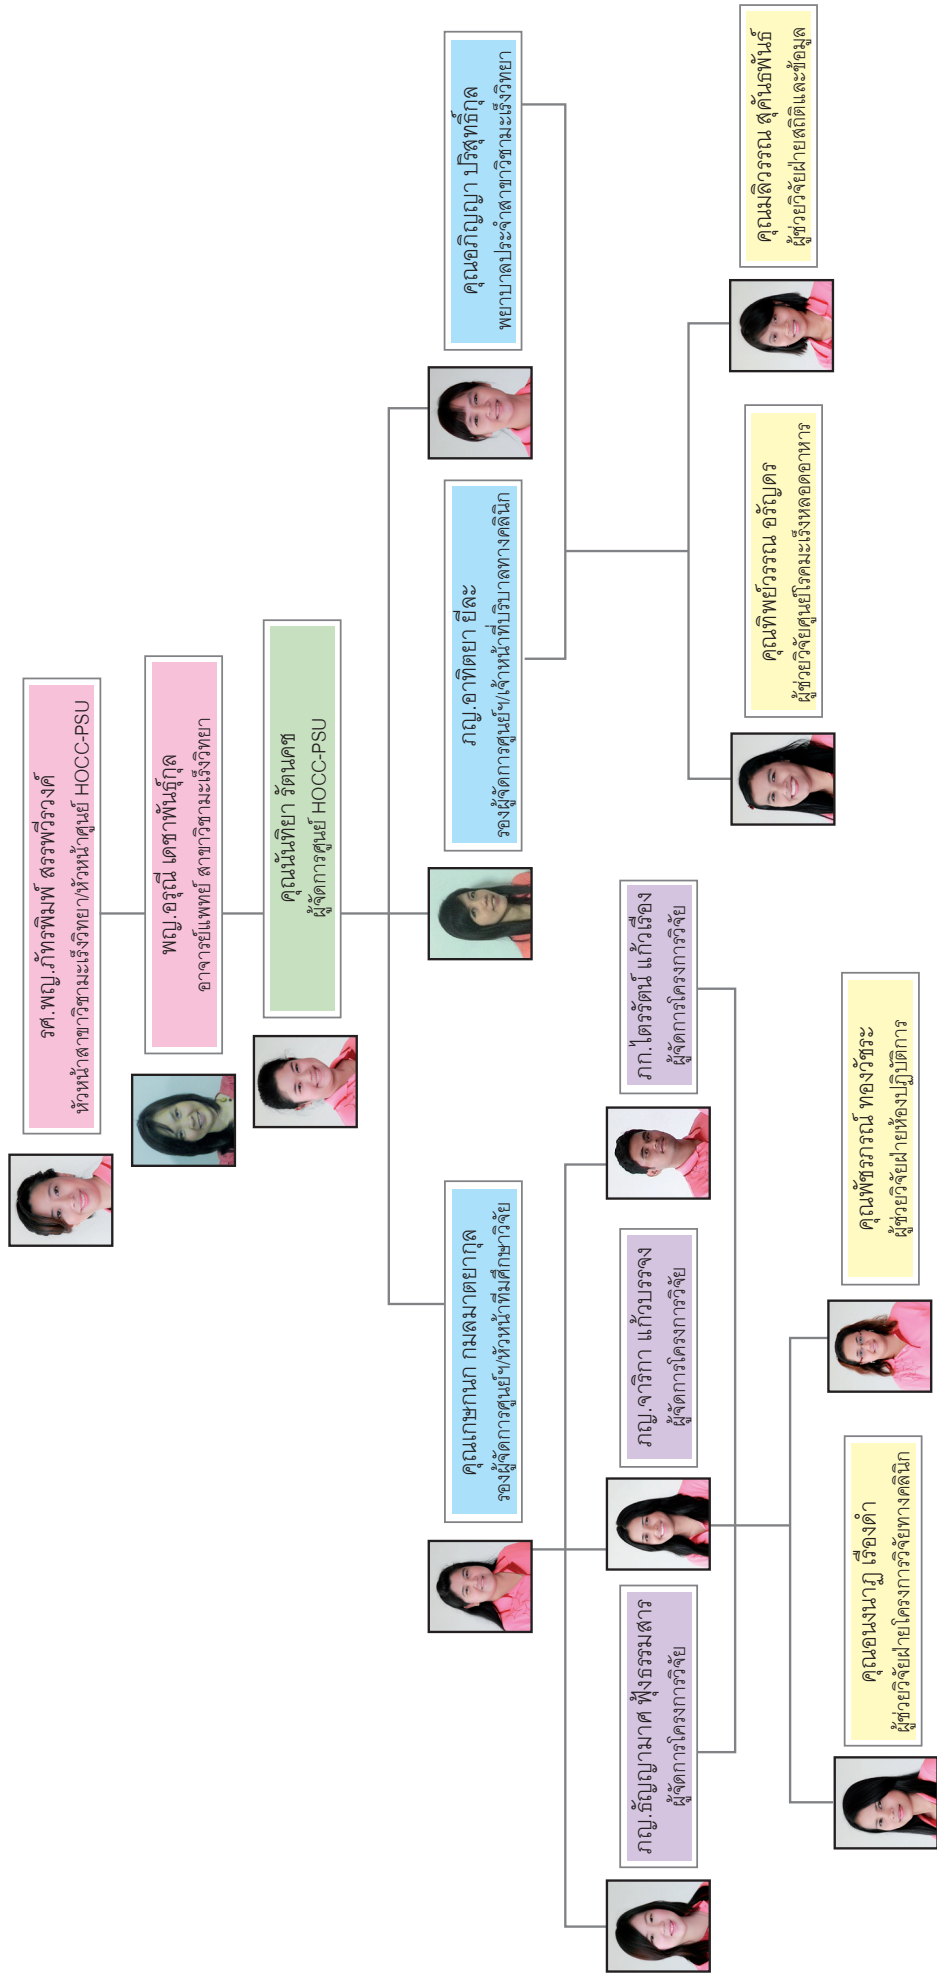 รศ.พญ.ภัทรพิมพ์ สรรพวีรวงศ์
หัวหน้าสาขาวิชามะเร็งวิทยา/หัวหน้าศูนย์ HOCC-PSU
พญ.อรุณี เดชาพันธุ์กุล
อาจารย์แพทย์ สาขาวิชามะเร็งวิทยา
คุณนันทิยา รัตนคช
ผู้จัดการศูนย์ HOCC-PSU
คุณเกษกนก กมลมาตยากุล
รองผู้จัดการศูนย์ฯ/หัวหน้าทีมศึกษาวิจัย
ภญ.อาทิตยา ยีละ
รองผู้จัดการศูนย์ฯ/เจ้าหน้าที่บริบาลทางคลินิก
คุณอภิญญา ปริสุทธิ์กุล
พยาบาลประจำสาขาวิชามะเร็งวิทยา
ภญ.ธัญญามาศ ฟุ้งธรรมสาร
ผู้จัดการโครงการวิจัย
ภญ.จาริกา แก้วบรรจง
ผู้จัดการโครงการวิจัย
ภก.ไตรรัตน์ แก้วเรือง
ผู้จัดการโครงการวิจัย
คุณทิพย์วรรณ อรัญดร
ผู้ช่วยวิจัยศูนย์โรคมะเร็งหลอดอาหาร
คุณมลิวรรณ สุคันธพันธ์
ผู้ช่วยวิจัยฝ่ายสถิติและข้อมูล
คุณอนงนาฏ เรืองดำ
ผู้ช่วยวิจัยฝ่ายโครงการวิจัยทางคลินิก
คุณพัชรภรณ์ ทองวัชระ
ผู้ช่วยวิจัยฝ่ายห้องปฏิบัติการ